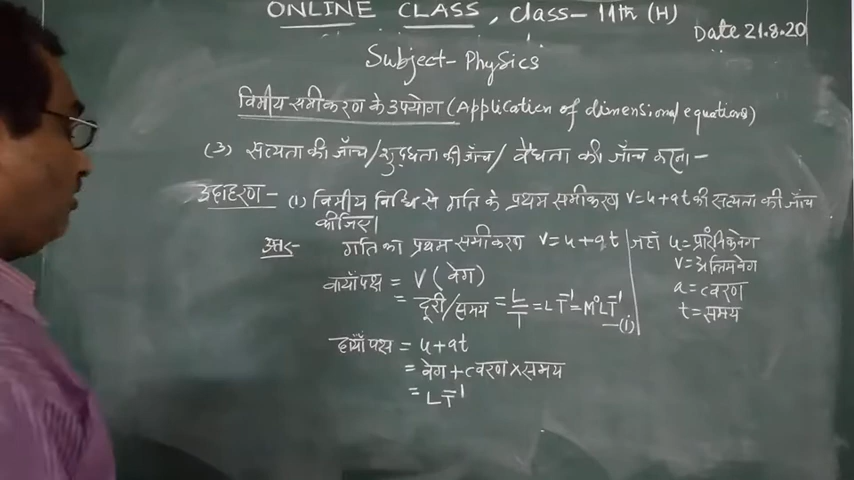 ONLINE CLASS, Class- 11th (H)
Date 21.8.20
Subject- Physics
विमीय समीकरण के उपयोग (Application of dimensional equations)
(3) सत्यता की जाँच/शुद्धता की जाँच/ वैधता की जाँच करना-
उदाहरण- (1) विमीय विधि से गति के प्रथम समीकरण v=u+at की सत्यता की जाँच
कीजिए।
उत्तर- गति का प्रथम समीकरण v=u+at जहाँ u=प्रारंभिक वेग
v=अन्तिम वेग
a=त्वरण
t=समय
बायाँ पक्ष = v (वेग)
= दूरी/समय = L/T = LT⁻¹ = M⁰LT⁻¹ —(i)
दायाँ पक्ष = u+at
= वेग + त्वरण × समय
= LT⁻¹